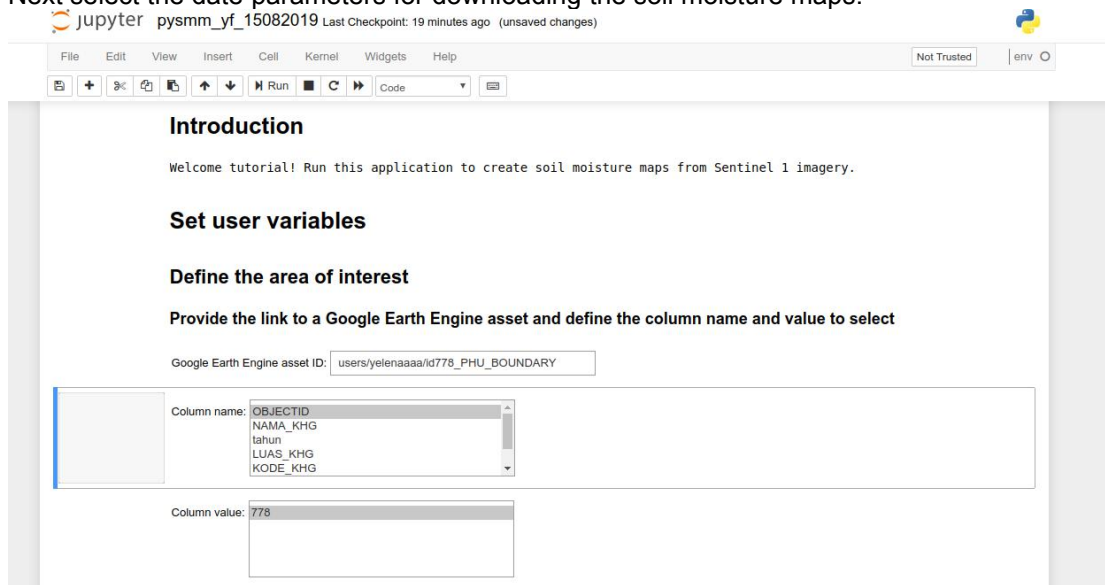 Next select the date parameters for downloading the soil moisture maps.
jupyter pysmm_yf_15082019 Last Checkpoint: 19 minutes ago (unsaved changes)
File Edit View Insert Cell Kernel Widgets Help Not Trusted env
Run Code
Introduction
Welcome tutorial! Run this application to create soil moisture maps from Sentinel 1 imagery.
Set user variables
Define the area of interest
Provide the link to a Google Earth Engine asset and define the column name and value to select
Google Earth Engine asset ID: users/yelenaaaa/id778_PHU_BOUNDARY
Column name: OBJECTID
NAMA_KHG
tahun
LUAS_KHG
KODE_KHG
Column value: 778